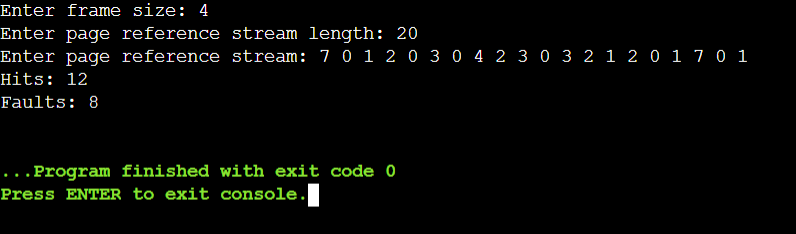 Enter frame size: 4
Enter page reference stream length: 20
Enter page reference stream: 7 0 1 2 0 3 0 4 2 3 0 3 2 1 2 0 1 7 0 1
Hits: 12
Faults: 8
...Program finished with exit code 0
Press ENTER to exit console.